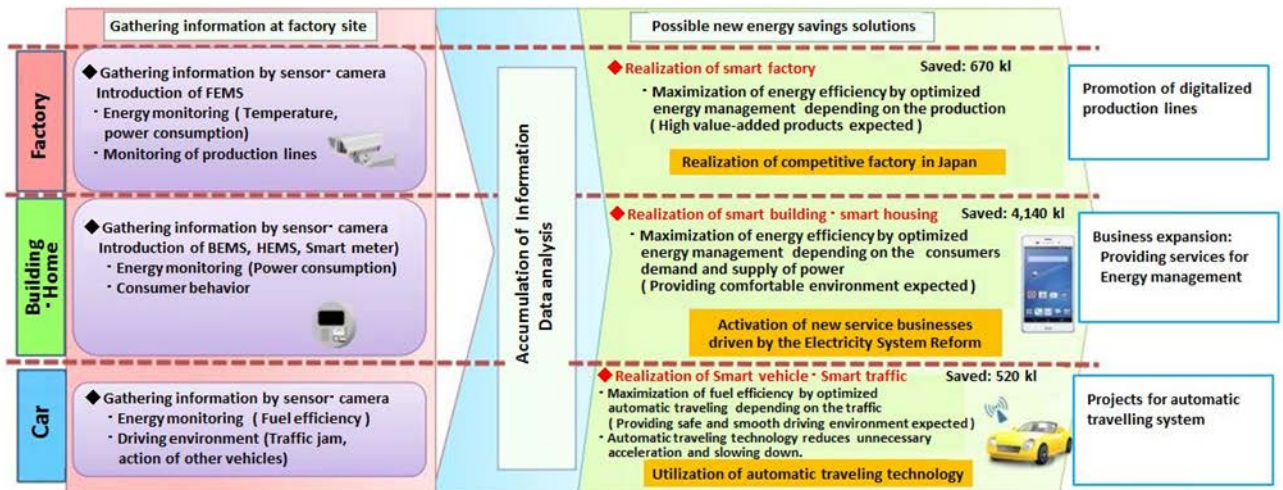 Gathering information at factory site
Possible new energy savings solutions
Factory
◆Gathering information by sensor· camera
Introduction of FEMS
・Energy monitoring ( Temperature,
power consumption)
・Monitoring of production lines
Building
・Home
◆Gathering information by sensor· camera
Introduction of BEMS, HEMS, Smart meter)
・Energy monitoring (Power consumption)
・Consumer behavior
Car
◆Gathering information by sensor· camera
・Energy monitoring ( Fuel efficiency )
・Driving environment (Traffic jam,
action of other vehicles)
Accumulation of Information
Data analysis
◆Realization of smart factory
Saved: 670 kl
・Maximization of energy efficiency by optimized
energy management depending on the production
( High value-added products expected )
Realization of competitive factory in Japan
◆Realization of smart building · smart housing
Saved: 4,140 kl
・Maximization of energy efficiency by optimized
energy management depending on the consumers
demand and supply of power
( Providing comfortable environment expected )
Activation of new service businesses
driven by the Electricity System Reform
◆Realization of Smart vehicle · Smart traffic
Saved: 520 kl
・Maximization of fuel efficiency by optimized
automatic traveling depending on the traffic
( Providing safe and smooth driving environment expected )
・Automatic traveling technology reduces unnecessary
acceleration and slowing down.
Utilization of automatic traveling technology
Promotion of digitalized
production lines
Business expansion:
Providing services for
Energy management
Projects for automatic
travelling system